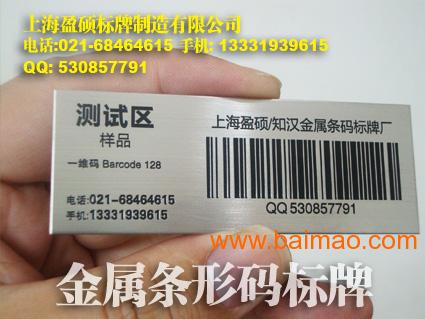 上海盈硕标牌制造有限公司
电话:021-68464615 手机: 13331939615
QQ: 530857791
测试区
样品
一维码 Barcode 128
电话:021-68464615
手机:13331939615
上海盈硕/知汉金属条码标牌厂
QQ 530857791
百贸网
www.baimao.com
金属条形码标牌